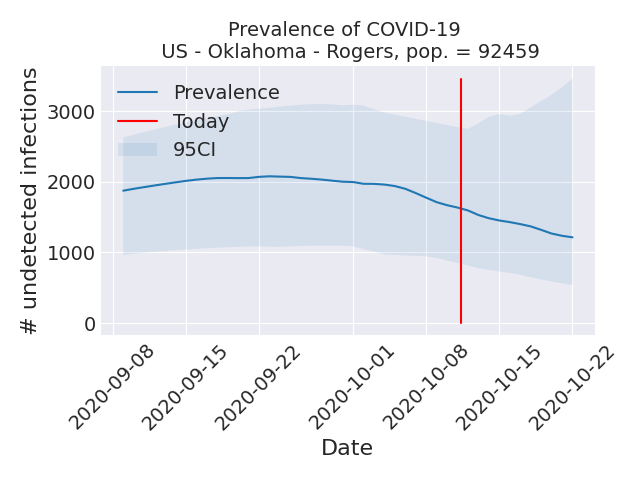 Prevalence of COVID-19
US - Oklahoma - Rogers, pop. = 92459
Prevalence
Today
95CI
# undetected infections
3000
2000
1000
0
2020-09-08
2020-09-15
2020-09-22
2020-10-01
2020-10-08
2020-10-15
2020-10-22
Date